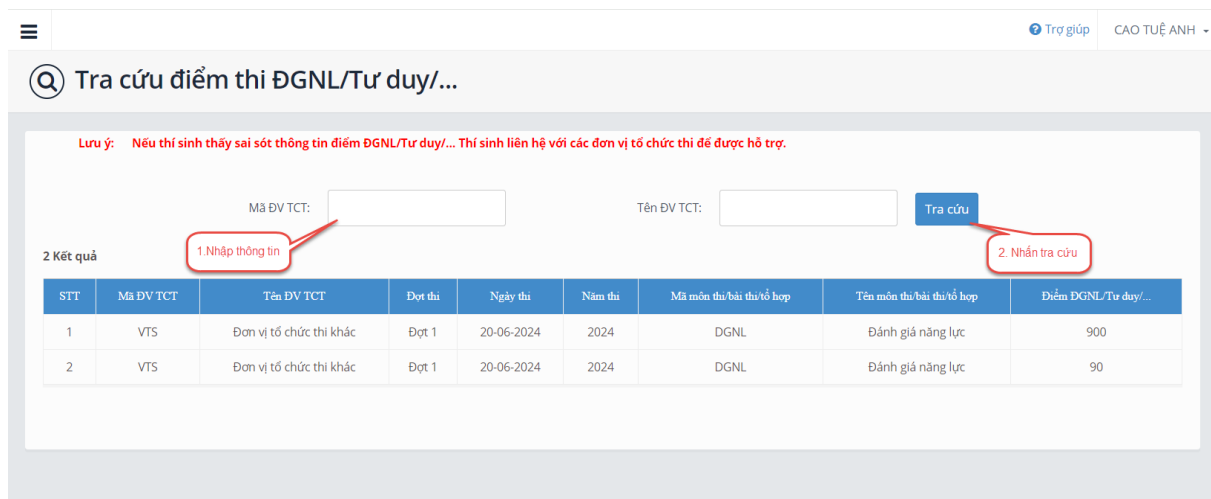 Trợ giúp CAO TUỆ ANH
Tra cứu điểm thi ĐGNL/Tư duy/...
Lưu ý: Nếu thí sinh thấy sai sót thông tin điểm ĐGNL/Tư duy/... Thí sinh liên hệ với các đơn vị tổ chức thi để được hỗ trợ.
Mã ĐV TCT: Tên ĐV TCT: Tra cứu
1.Nhập thông tin 2. Nhấn tra cứu
2 Kết quả
STT Mã ĐV TCT Tên ĐV TCT Đợt thi Ngày thi Năm thi Mã môn thi/bài thi/tổ hợp Tên môn thi/bài thi/tổ hợp Điểm ĐGNL/Tư duy/...
1 VTS Đơn vị tổ chức thi khác Đợt 1 20-06-2024 2024 DGNL Đánh giá năng lực 900
2 VTS Đơn vị tổ chức thi khác Đợt 1 20-06-2024 2024 DGNL Đánh giá năng lực 90